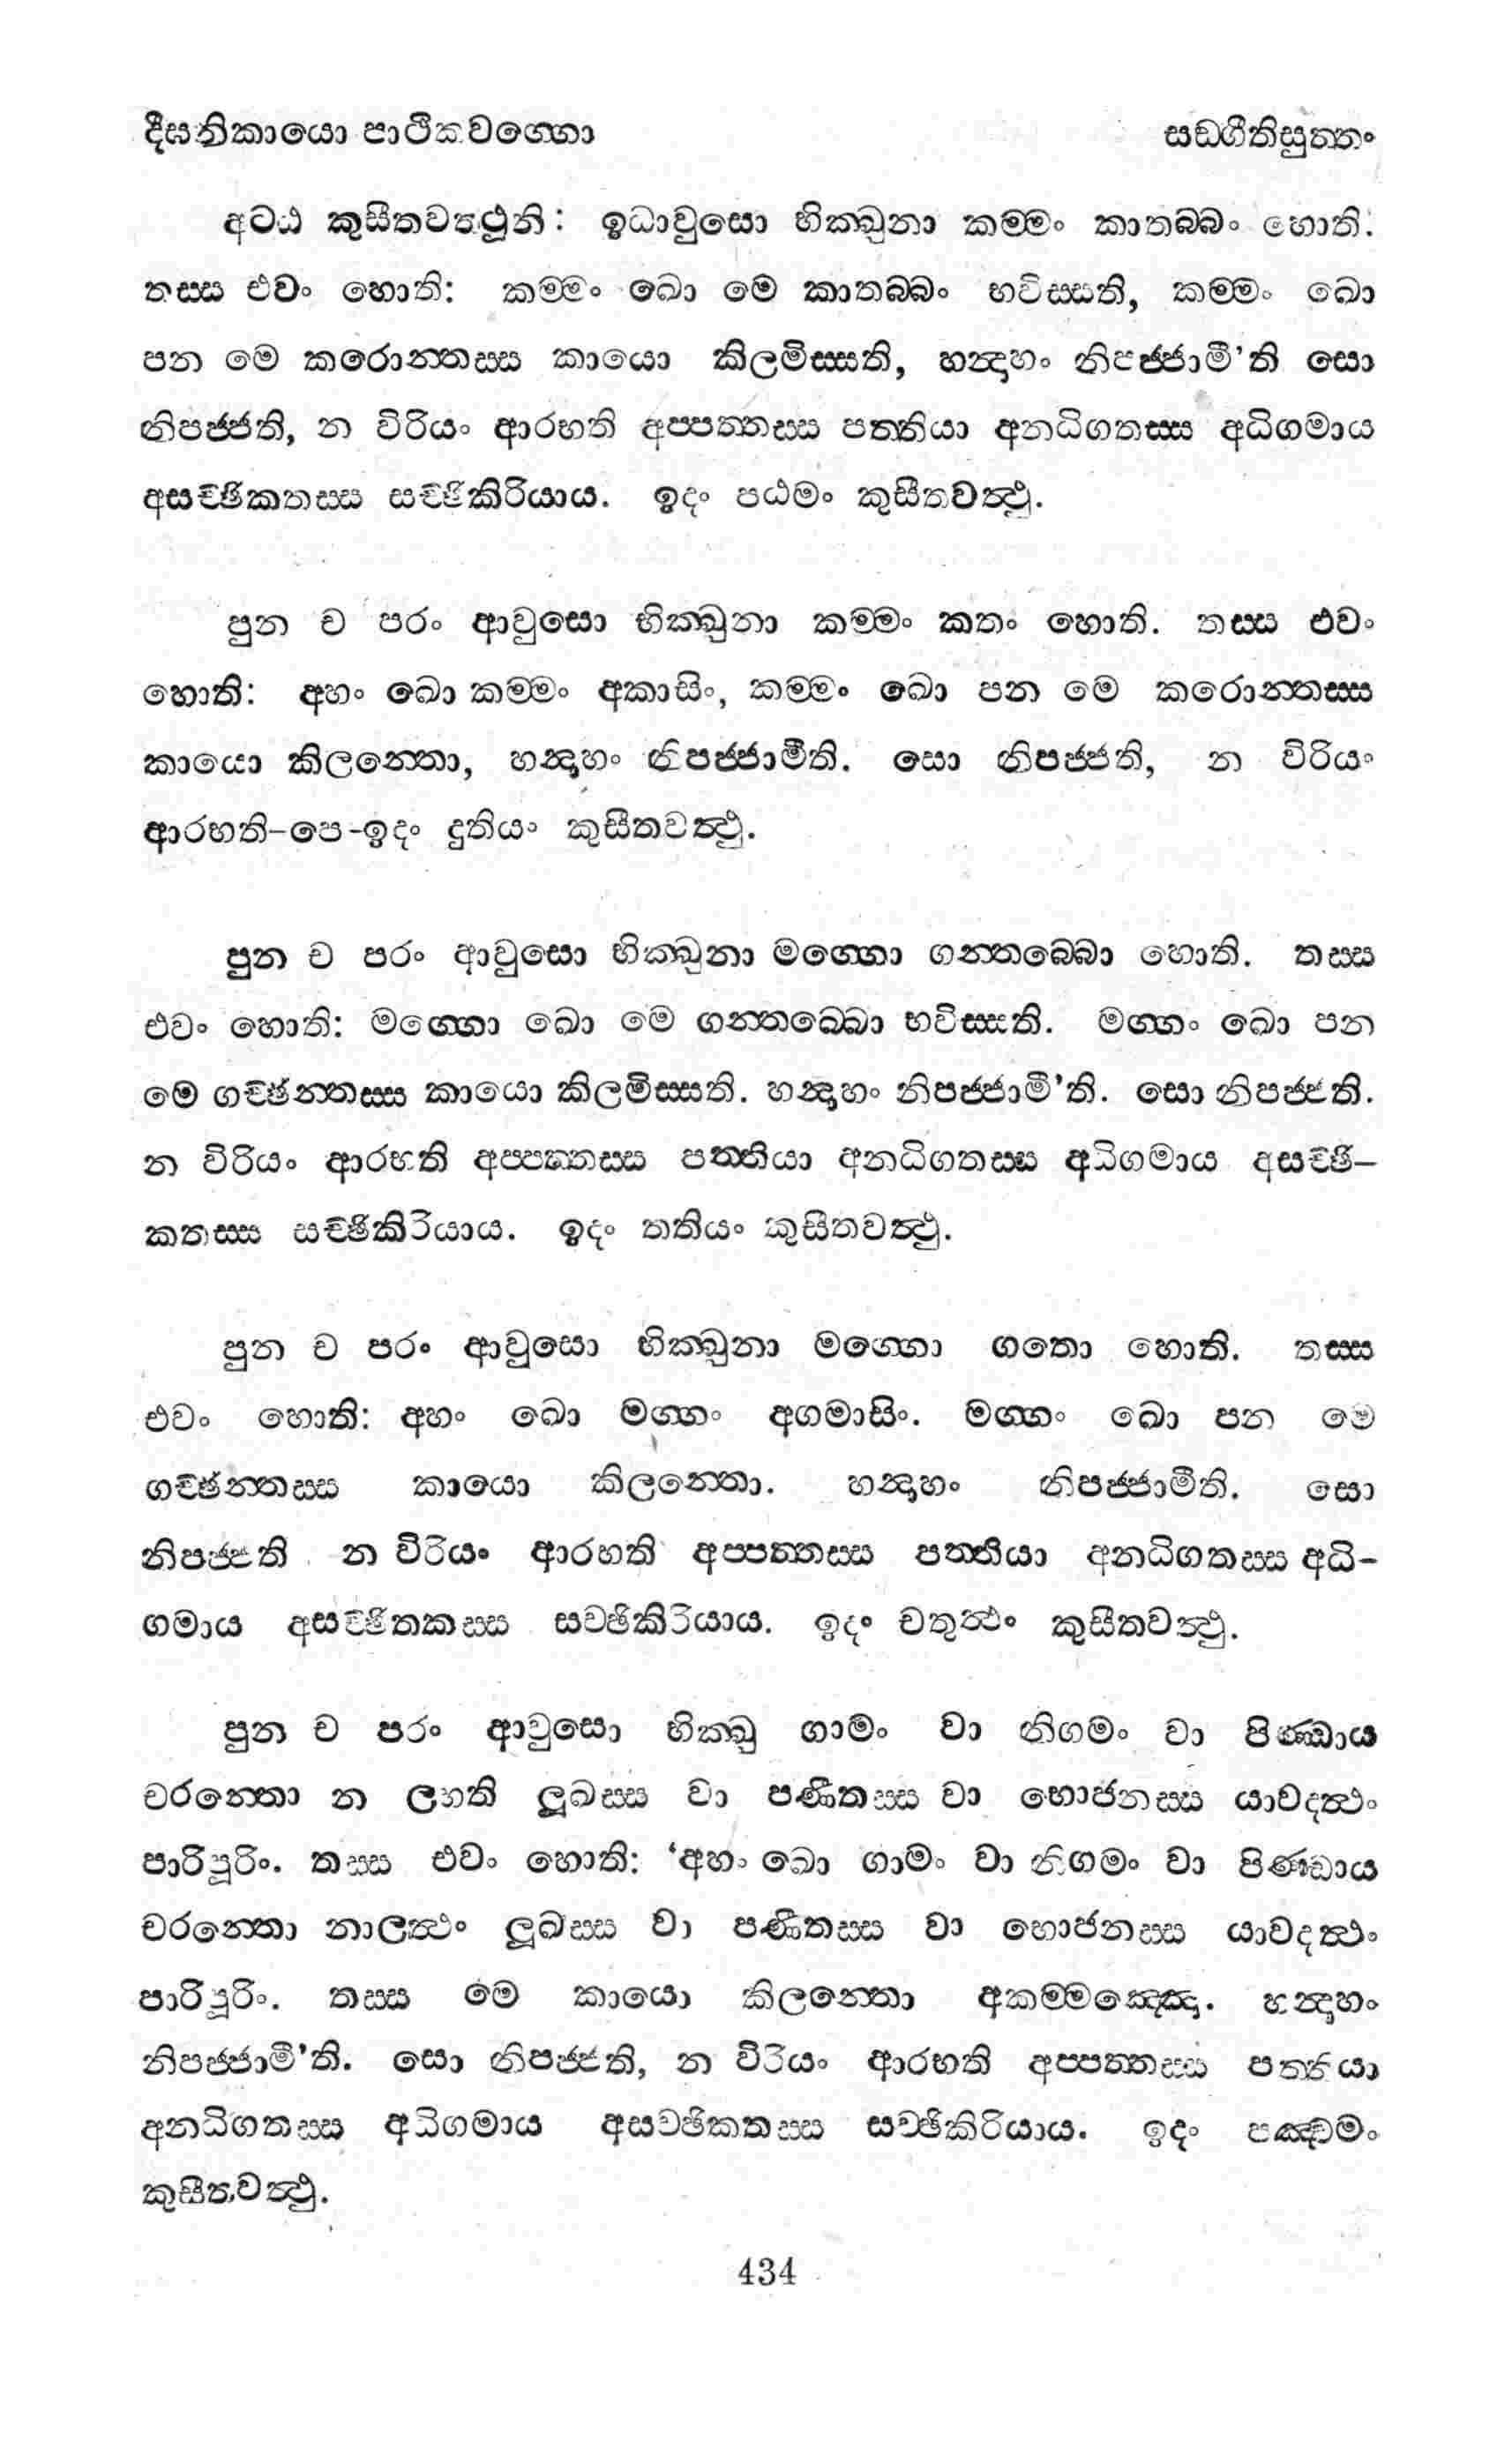 දීඝනිකායො පාථිකවග්ගො සඞගීතිසුත්තං
අට්ඨ කුසීතවත්ථූනි: ඉධාවුසො භික්ඛුනා කම්මං කාතබ්බං හොති.
තස්ස එවං හොති: කම්මං ඛො මෙ කාතබ්බං භවිස්සති, කම්මං ඛො
පන මෙ කරොන්තස්ස කායො කිලමිස්සති, හන්දාහං නිපජ්ජාමී’ති සො
නිපජ්ජති, න විරියං ආරභති අප්පත්තස්ස පත්තියා අනධිගතස්ස අධිගමාය
අසච්ඡිකතස්ස සච්ඡිකිරියාය. ඉදං පඨමං කුසීතවත්ථු.
පුන ච පරං ආවුසො භික්ඛුනා කම්මං කතං හොති. තස්ස එවං
හොති: අහං ඛො කම්මං අකාසිං, කම්මං ඛො පන මෙ කරොන්තස්ස
කායො කිලන්තො, හන්දාහං නිපජ්ජාමීති. සො නිපජ්ජති, න විරියං
ආරභති-පෙ-ඉදං දුතියං කුසීතවත්ථු.
පුන ච පරං ආවුසො භික්ඛුනා මග්ගො ගන්තබ්බො හොති. තස්ස
එවං හොති: මග්ගො ඛො මෙ ගන්තබ්බො භවිස්සති. මග්ගං ඛො පන
මෙ ගච්ඡන්තස්ස කායො කිලමිස්සති. හන්දාහං නිපජ්ජාමී’ති. සො නිපජ්ජති.
න විරියං ආරභති අප්පත්තස්ස පත්තියා අනධිගතස්ස අධිගමාය අසච්ඡි-
කතස්ස සච්ඡිකිරියාය. ඉදං තතියං කුසීතවත්ථු.
පුන ච පරං ආවුසො භික්ඛුනා මග්ගො ගතො හොති. තස්ස
එවං හොති: අහං ඛො මග්ගං අගමාසිං. මග්ගං ඛො පන මෙ
ගච්ඡන්තස්ස කායො කිලන්තො. හන්දාහං නිපජ්ජාමීති. සො
නිපජ්ජති න විරියං ආරහති අප්පත්තස්ස පත්තියා අනධිගතස්ස අධි-
ගමාය අසච්ඡිතකස්ස සච්ඡිකිරියාය. ඉදං චතුත්ථං කුසීතවත්ථු.
පුන ච පරං ආවුසො භික්ඛු ගාමං වා නිගමං වා පිණ්ඩාය
චරන්තො න ලහති ලූඛස්ස වා පණීතස්ස වා භොජනස්ස යාවදත්ථං
පාරිපූරිං. තස්ස එවං හොති: ‘අහං ඛො ගාමං වා නිගමං වා පිණ්ඩාය
චරන්තො නාලත්ථං ලූඛස්ස වා පණීතස්ස වා භොජනස්ස යාවදත්ථං
පාරිපූරිං. තස්ස මෙ කායො කිලන්තො අකම්මඤ්ඤො. හන්දාහං
නිපජ්ජාමී’ති. සො නිපජ්ජති, න විරියං ආරභති අප්පත්තස්ස පත්තියා
අනධිගතස්ස අධිගමාය අසච්ඡිකතස්ස සච්ඡිකිරියාය. ඉදං පඤ්චමං
කුසීතවත්ථු.
434